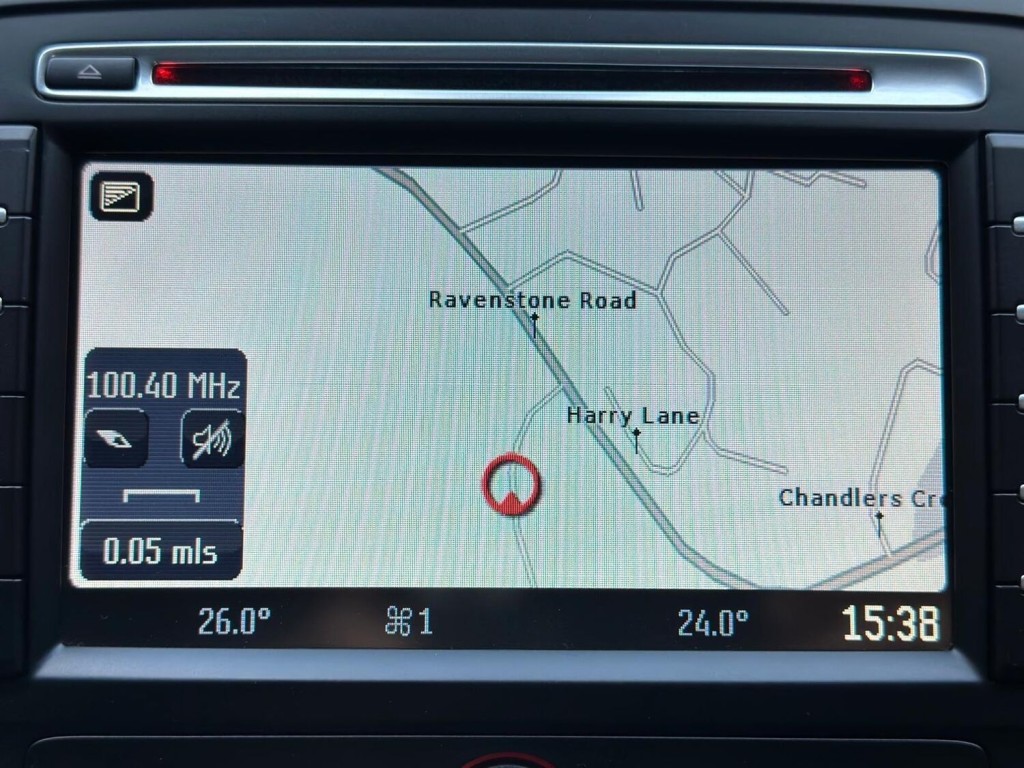 Ravenstone Road
100.40 MHz
Harry Lane
Chandlers Cr
0.05 mls
26.0°
1
24.0°
15:38